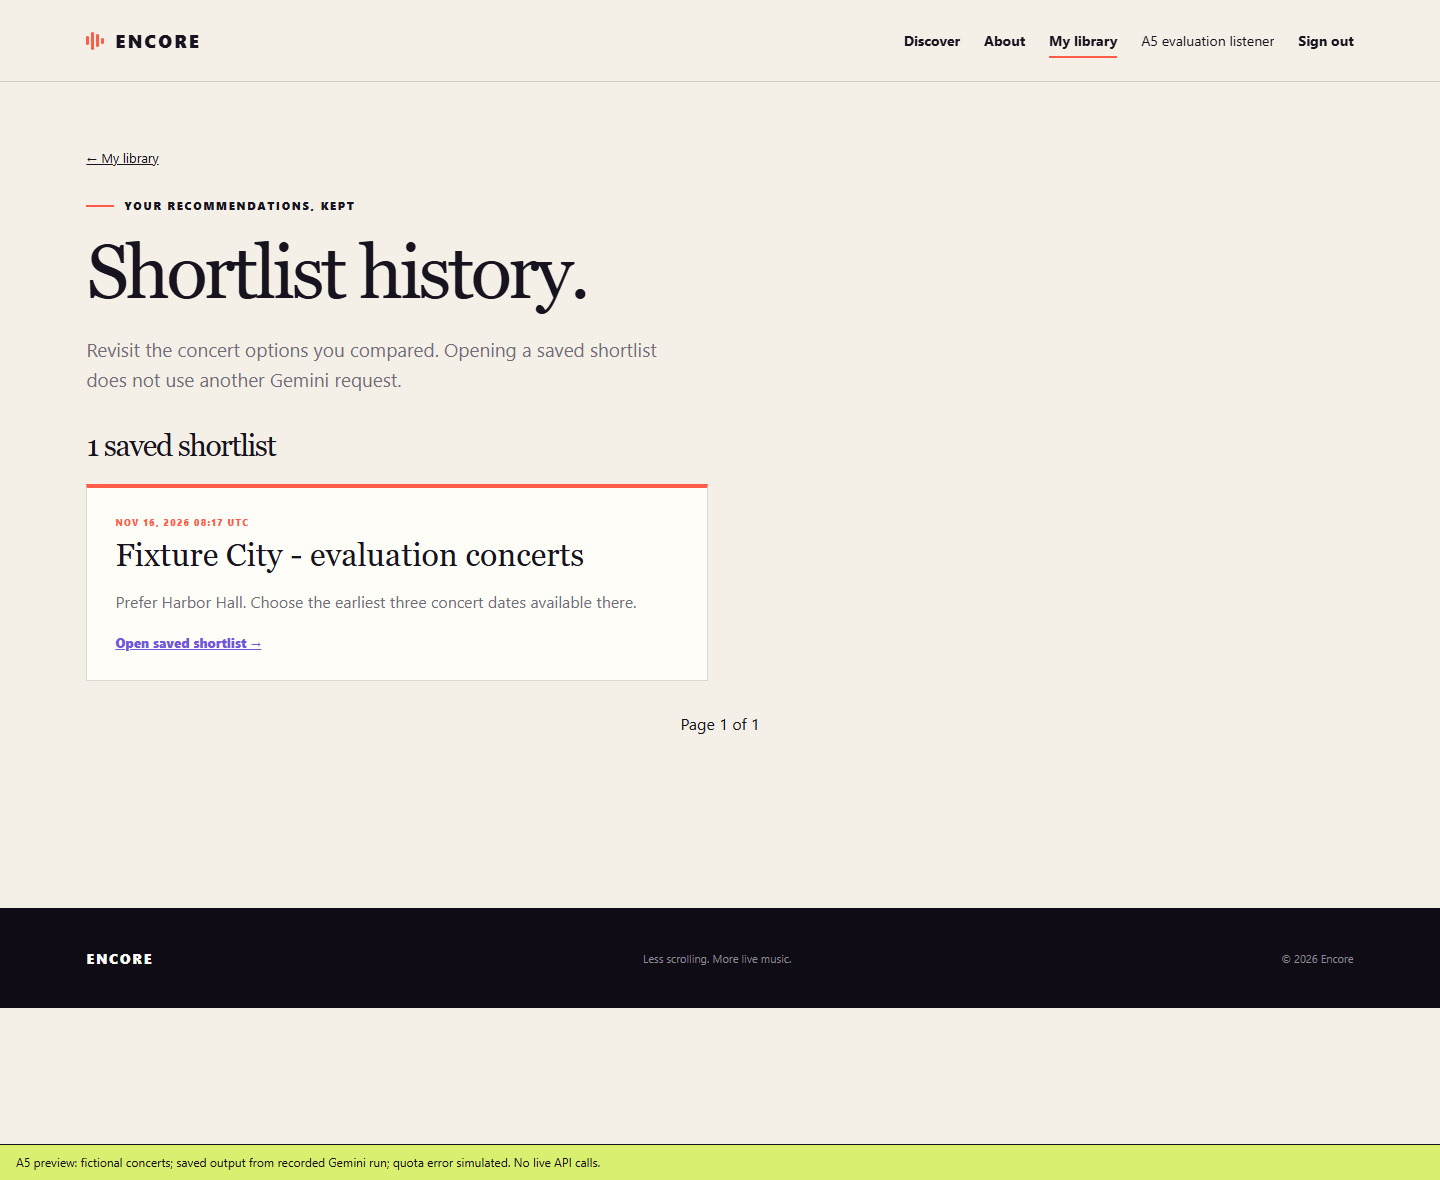 ENCORE
Discover About My library A5 evaluation listener Sign out
← My library
YOUR RECOMMENDATIONS, KEPT
Shortlist history.
Revisit the concert options you compared. Opening a saved shortlist
does not use another Gemini request.
1 saved shortlist
NOV 16, 2026 08:17 UTC
Fixture City - evaluation concerts
Prefer Harbor Hall. Choose the earliest three concert dates available there.
Open saved shortlist →
Page 1 of 1
ENCORE
Less scrolling. More live music.
© 2026 Encore
A5 preview: fictional concerts; saved output from recorded Gemini run; quota error simulated. No live API calls.